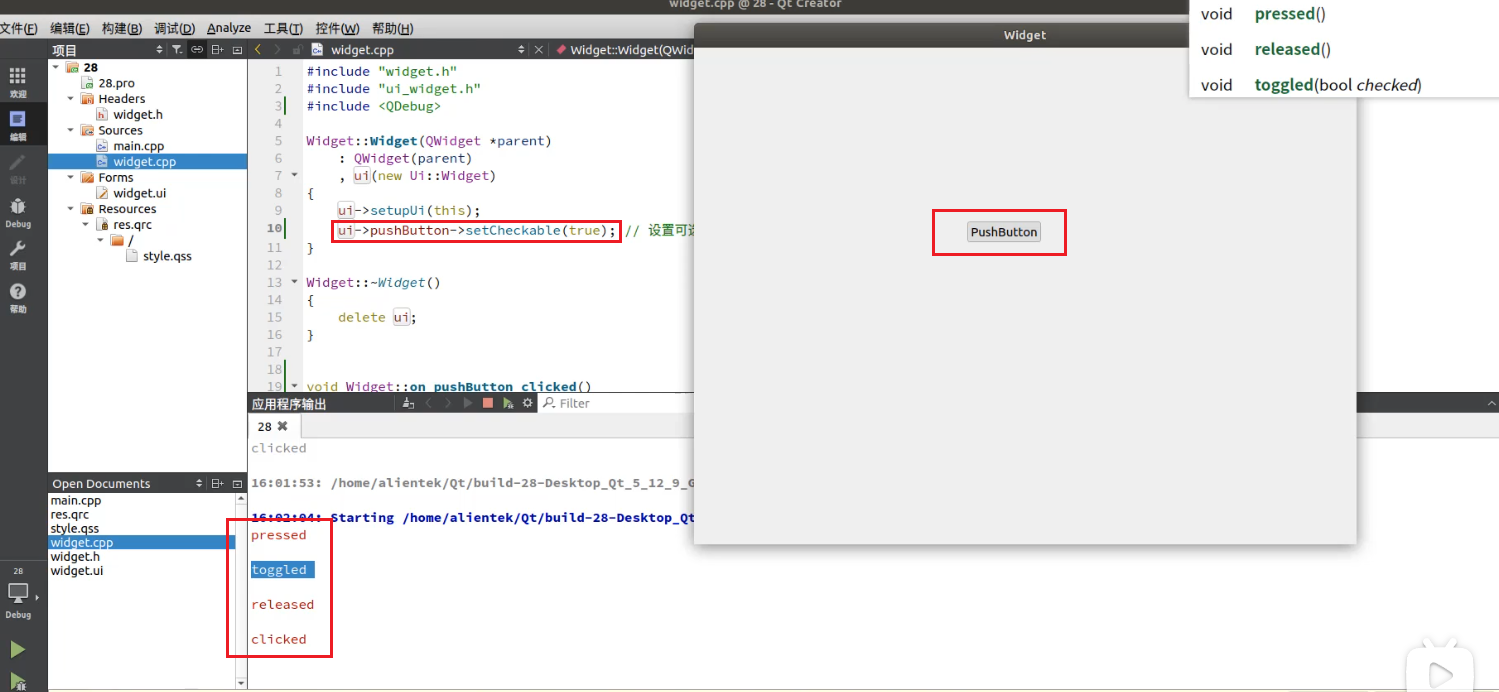 widget.cpp @ 28 - Qt Creator
文件(F) 编辑(E) 构建(B) 调试(D) Analyze 工具(T) 控件(W) 帮助(H)
项目
widget.cpp
Widget::Widget(QWid
欢迎
编辑
设计
Debug
项目
帮助
28
28.pro
Headers
widget.h
Sources
main.cpp
widget.cpp
Forms
widget.ui
Resources
res.qrc
/
style.qss
1 #include "widget.h"
2 #include "ui_widget.h"
3 #include <QDebug>
4
5 Widget::Widget(QWidget *parent)
6 : QWidget(parent)
7 , ui(new Ui::Widget)
8 {
9 ui->setupUi(this);
10 ui->pushButton->setCheckable(true); // 设置可选
11 }
12
13 Widget::~Widget()
14 {
15 delete ui;
16 }
17
18
19 void Widget::on_pushButton_clicked()
Widget
PushButton
void pressed()
void released()
void toggled(bool checked)
应用程序输出
Filter
28
clicked
16:01:53: /home/alientek/Qt/build-28-Desktop_Qt_5_12_9_G
16:02:04: Starting /home/alientek/Qt/build-28-Desktop_Qt
pressed
toggled
released
clicked
Open Documents
main.cpp
res.qrc
style.qss
widget.cpp
widget.h
widget.ui
28
Debug